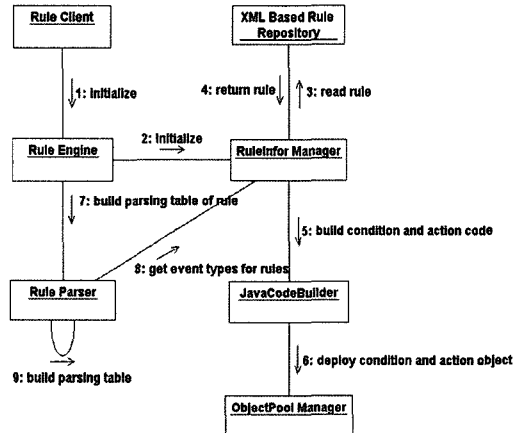 Rule Client
XML Based Rule
Repository
1: initialize
4: return rule
3: read rule
2: initialize
Rule Engine
RuleInfor Manager
7: build parsing table of rule
5: build condition and action code
8: get event types for rules
Rule Parser
JavaCodeBuilder
9: build parsing table
6: deploy condition and action object
ObjectPool Manager